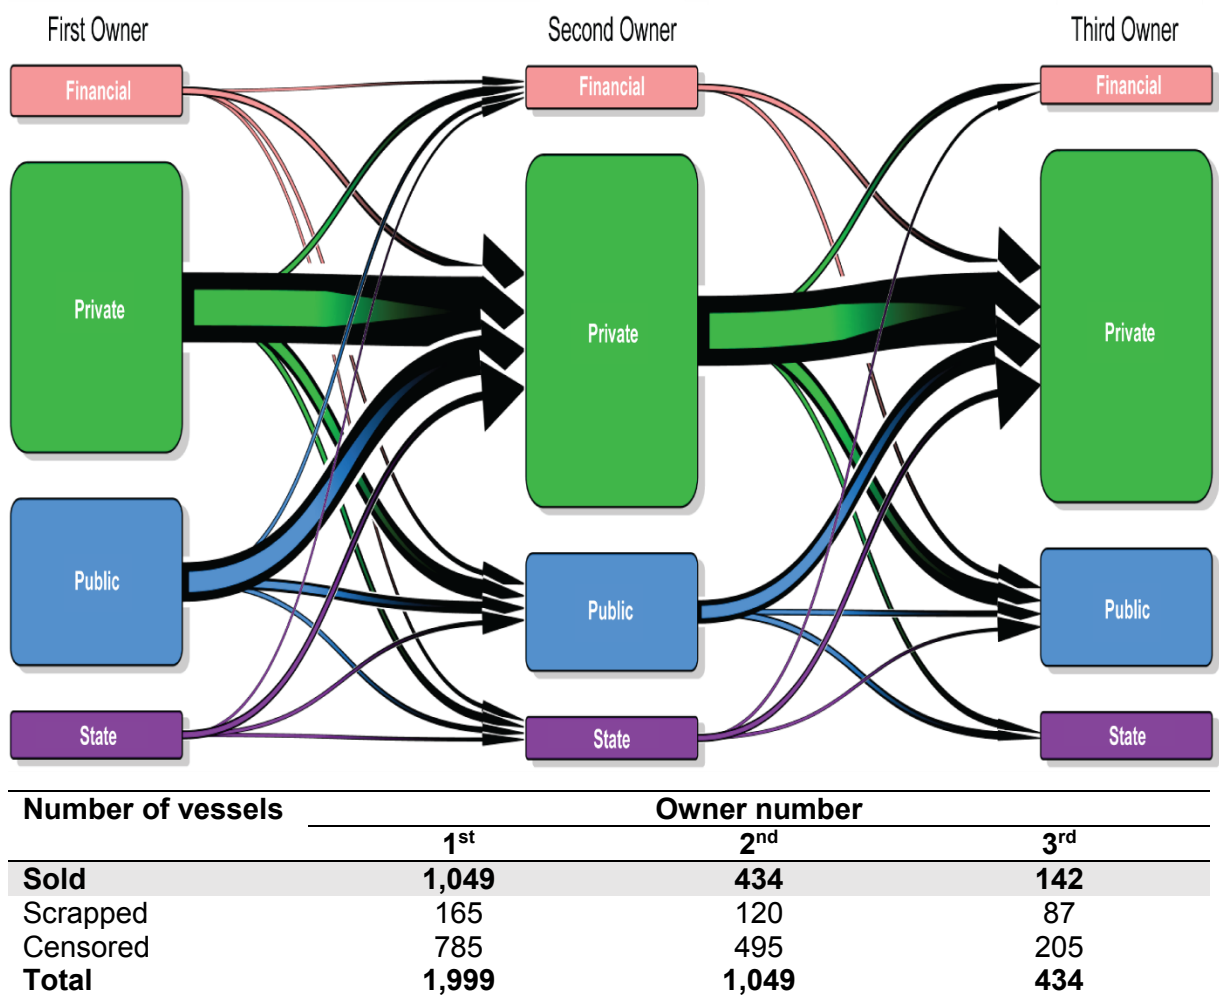 First Owner Second Owner Third Owner
Financial Financial Financial
Private Private Private
Public Public Public
State State State
Number of vessels Owner number
1st 2nd 3rd
Sold 1,049 434 142
Scrapped 165 120 87
Censored 785 495 205
Total 1,999 1,049 434